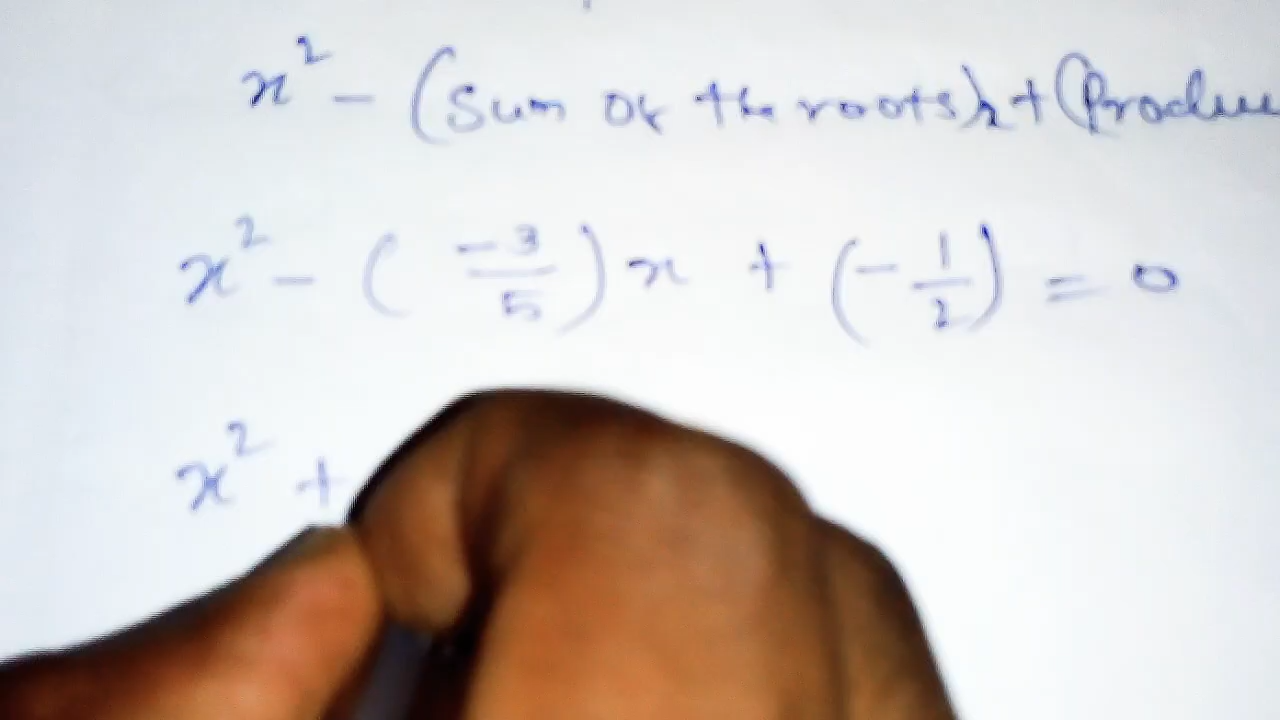 x² - (Sum of the roots)x + (Produc
x² - (-3/5)x + (-1/2) = 0
x² +